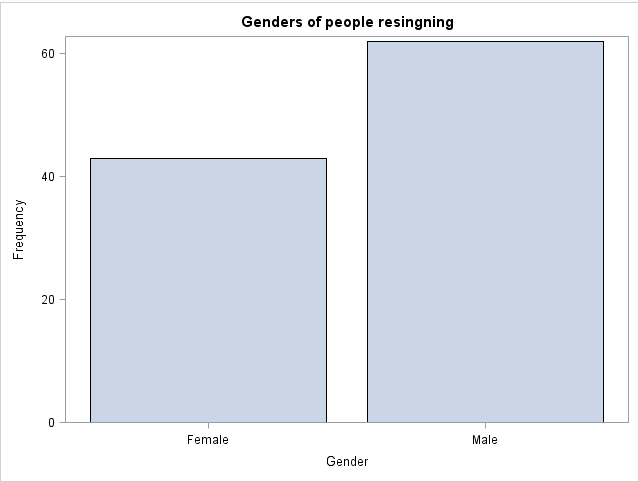 Genders of people resingning
60
40
20
0
Frequency
Female Male
Gender